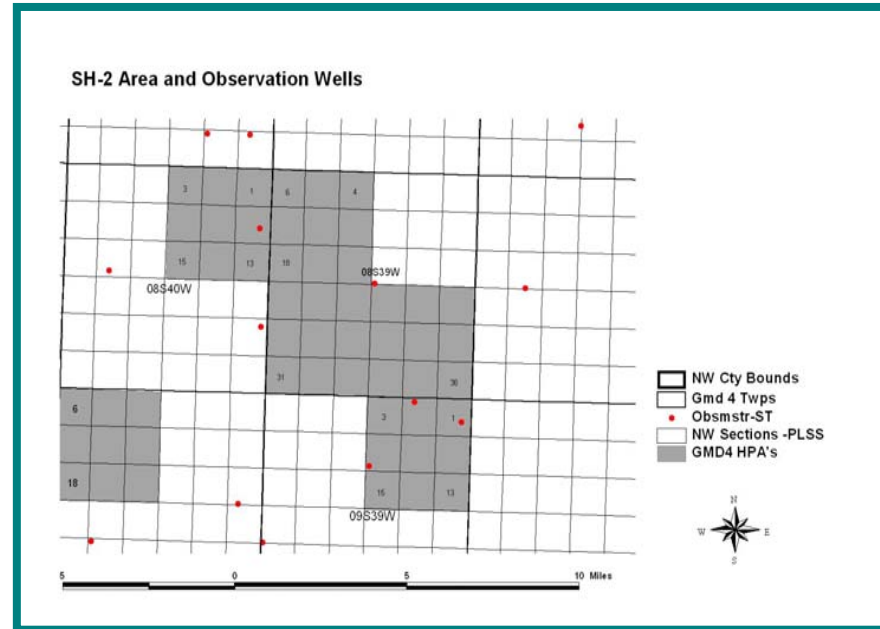 SH-2 Area and Observation Wells
3 1 6 4
15 13 18 08S39W
08S40W
31 36
6 3 1
18 15 13
09S39W
NW Cty Bounds
Gmd 4 Twps
Obsmstr-ST
NW Sections -PLSS
GMD4 HPA's
N
W E
S
5 0 5 10 Miles